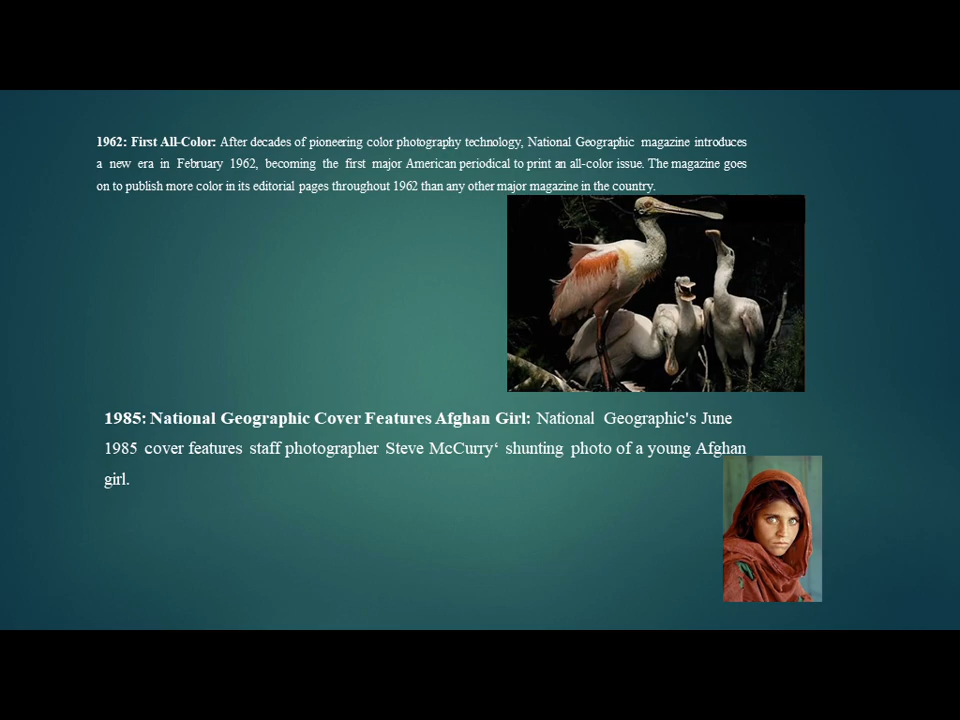 1962: First All-Color: After decades of pioneering color photography technology, National Geographic magazine introduces
a new era in February 1962, becoming the first major American periodical to print an all-color issue. The magazine goes
on to publish more color in its editorial pages throughout 1962 than any other major magazine in the country.
1985: National Geographic Cover Features Afghan Girl: National Geographic's June
1985 cover features staff photographer Steve McCurry‘ shunting photo of a young Afghan
girl.